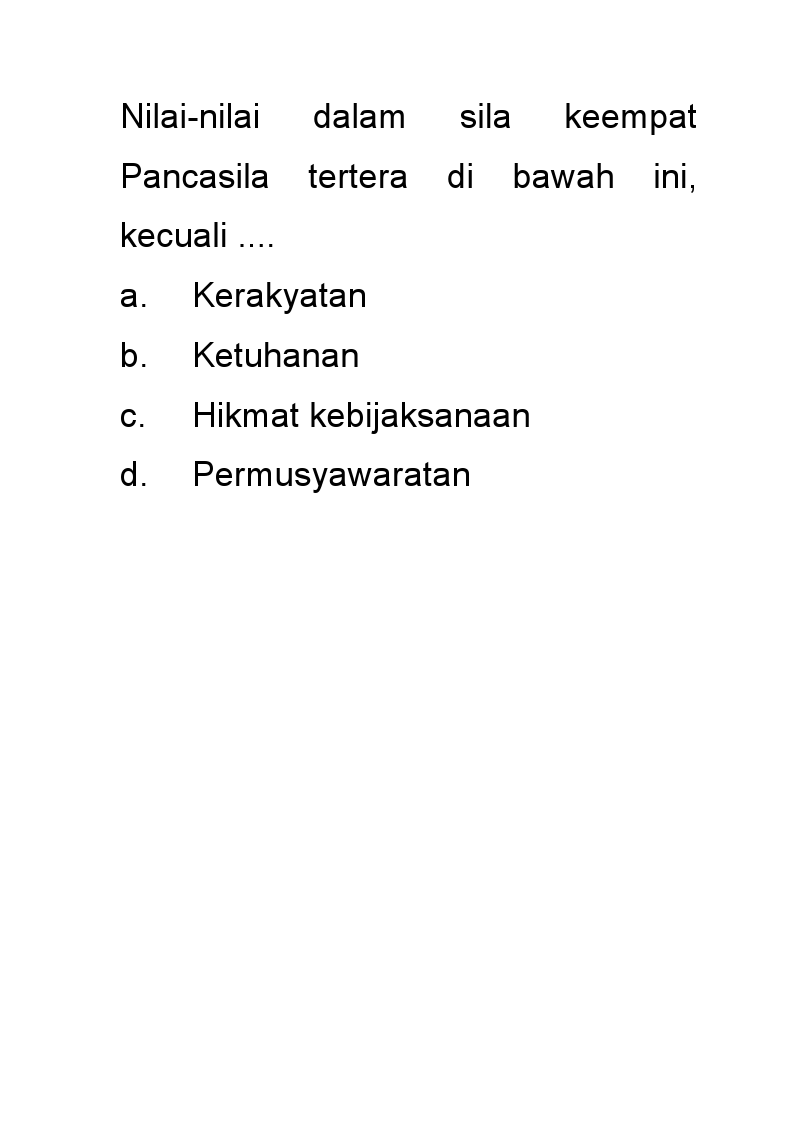 Nilai-nilai dalam sila keempat
Pancasila tertera di bawah ini,
kecuali ....
a. Kerakyatan
b. Ketuhanan
c. Hikmat kebijaksanaan
d. Permusyawaratan